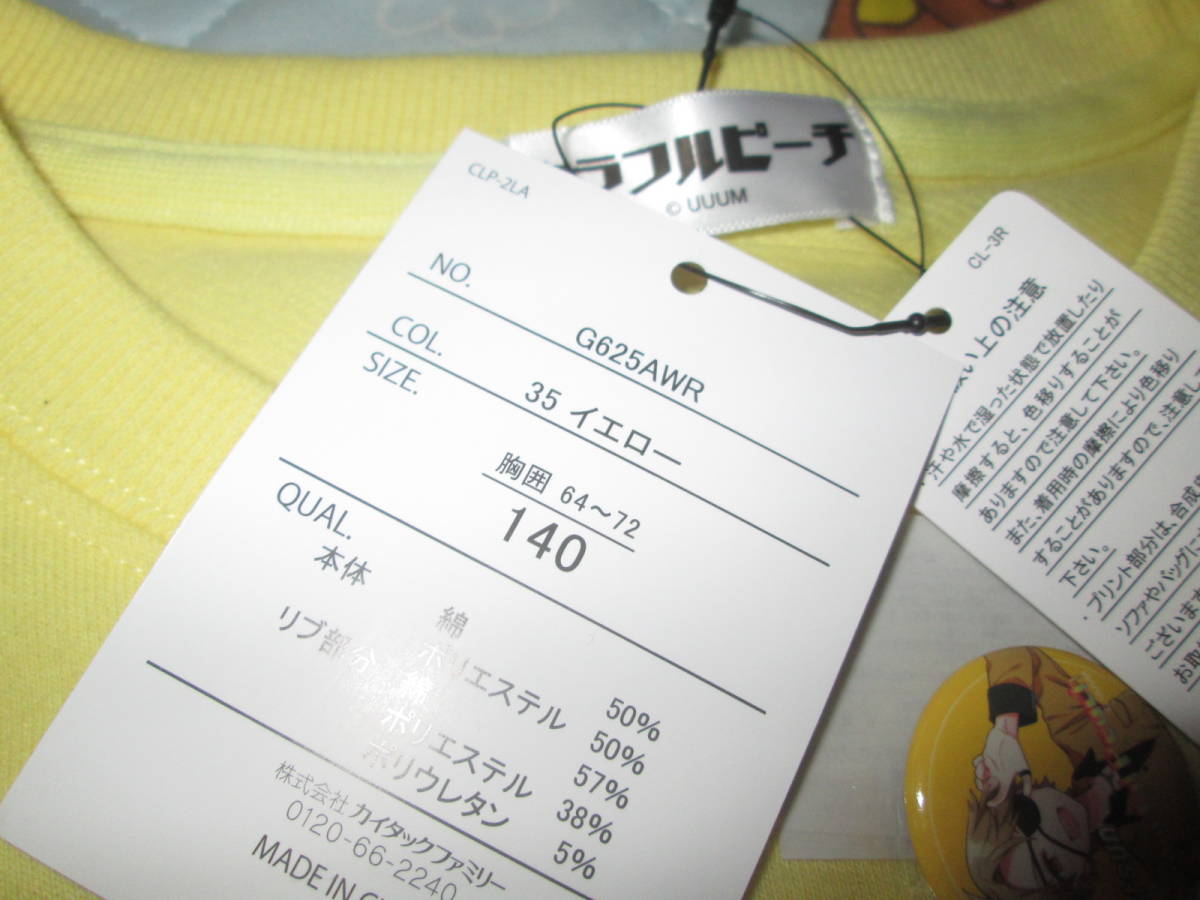 ラフルピーチ
© UUUM
CLP-2LA
NO.
G625AWR
COL.
35 イエロー
SIZE.
胸囲 64～72
140
QUAL.
本体
綿 50%
ポリエステル 50%
リブ部分 綿 57%
ポリエステル 38%
ポリウレタン 5%
株式会社 カイタックファミリー
0120-66-2240
MADE IN
CL-3R
い上の注意
汗や水で湿った状態で放置したり
摩擦すると、色移りすることが
ありますので注意して下さい。
また、着用時の摩擦により色移り
することがありますので、注意し
下さい。
・プリント部分は、合成
ソファやバッグに
ございます
お取